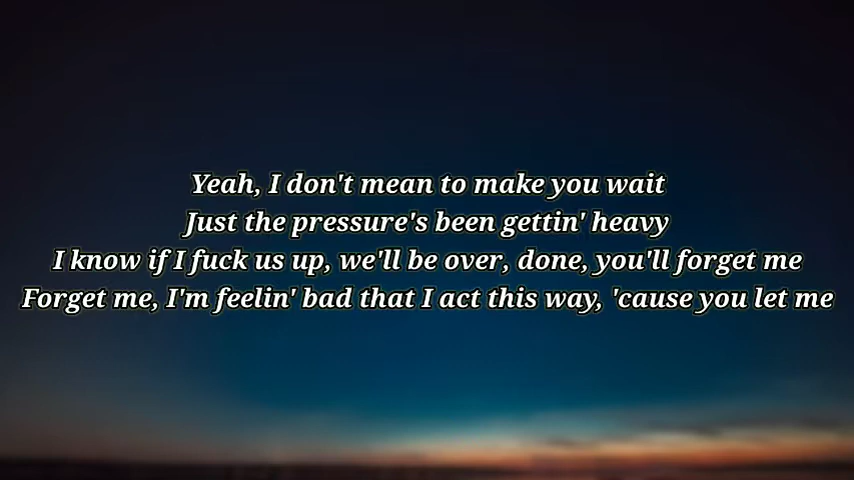 Yeah, I don't mean to make you wait
Just the pressure's been gettin' heavy
I know if I fuck us up, we'll be over, done, you'll forget me
Forget me, I'm feelin' bad that I act this way, 'cause you let me